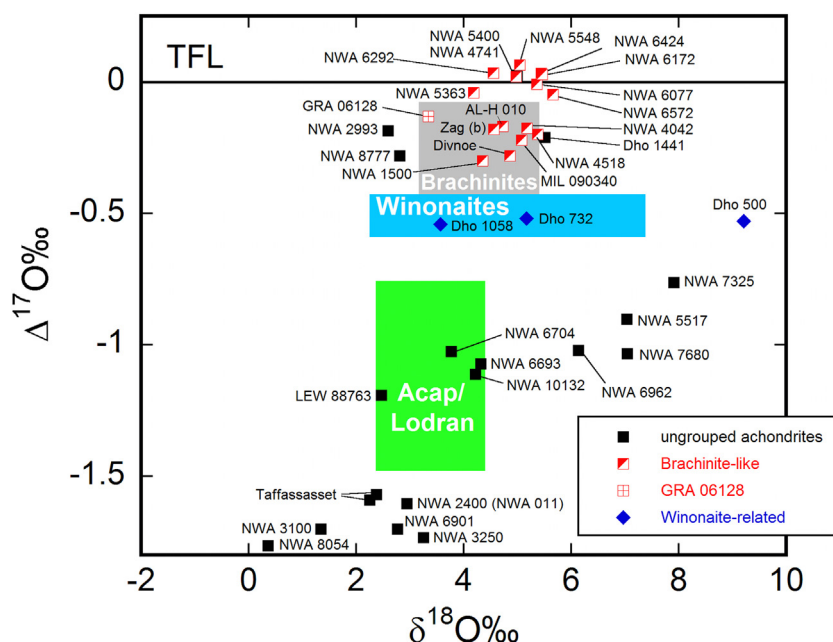 TFL
NWA 5400
NWA 4741
NWA 5548
NWA 6424
NWA 6172
NWA 6292
0
NWA 5363
NWA 6077
NWA 6572
GRA 06128
AL-H 010
Zag (b)
NWA 4042
NWA 2993
Divnoe
Dho 1441
NWA 8777
NWA 4518
NWA 1500
MIL 090340
Brachinites
-0.5
Winonaites
Dho 1058
Dho 732
Dho 500
NWA 7325
NWA 5517
-1
NWA 6704
NWA 7680
NWA 6693
NWA 10132
NWA 6962
LEW 88763
Acap/
Lodran
-1.5
Taffassasset
NWA 2400 (NWA 011)
NWA 3100
NWA 6901
NWA 8054
NWA 3250
ungrouped achondrites
Brachinite-like
GRA 06128
Winonaite-related
-2 0 2 4 6 8 10
Δ17O‰
δ18O‰